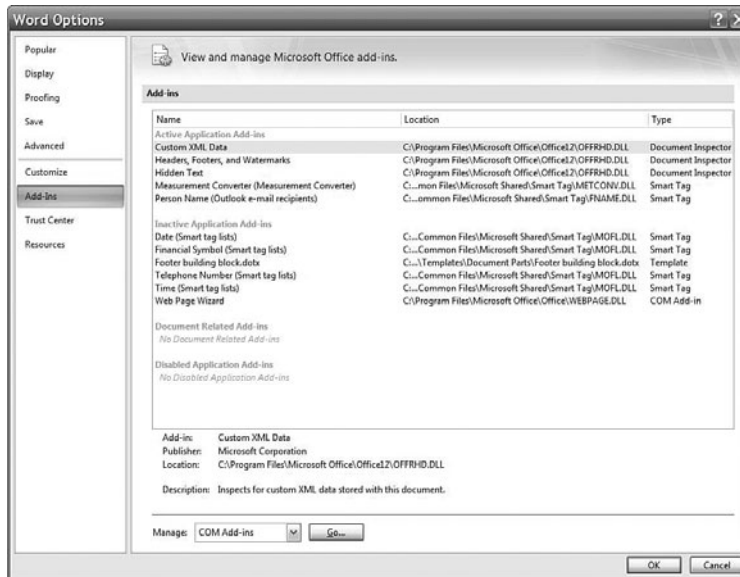 Word Options
Popular
Display
Proofing
Save
Advanced
Customize
Add-Ins
Trust Center
Resources
View and manage Microsoft Office add-ins.
Add-ins
Name Location Type
Active Application Add-ins
Custom XML Data C:\Program Files\Microsoft Office\Office12\OFFRHD.DLL Document Inspector
Headers, Footers, and Watermarks C:\Program Files\Microsoft Office\Office12\OFFRHD.DLL Document Inspector
Hidden Text C:\Program Files\Microsoft Office\Office12\OFFRHD.DLL Document Inspector
Measurement Converter (Measurement Converter) C:...mon Files\Microsoft Shared\Smart Tag\METCONV.DLL Smart Tag
Person Name (Outlook e-mail recipients) C:...ommon Files\Microsoft Shared\Smart Tag\FNAME.DLL Smart Tag
Inactive Application Add-ins
Date (Smart tag lists) C:...Common Files\Microsoft Shared\Smart Tag\MOFL.DLL Smart Tag
Financial Symbol (Smart tag lists) C:...Common Files\Microsoft Shared\Smart Tag\MOFL.DLL Smart Tag
Footer building block.dotx C:...\Templates\Document Parts\Footer building block.dotx Template
Telephone Number (Smart tag lists) C:...Common Files\Microsoft Shared\Smart Tag\MOFL.DLL Smart Tag
Time (Smart tag lists) C:...Common Files\Microsoft Shared\Smart Tag\MOFL.DLL Smart Tag
Web Page Wizard C:\Program Files\Microsoft Office\Office\WEBPAGE.DLL COM Add-in
Document Related Add-ins
No Document Related Add-ins
Disabled Application Add-ins
No Disabled Application Add-ins
Add-in: Custom XML Data
Publisher: Microsoft Corporation
Location: C:\Program Files\Microsoft Office\Office12\OFFRHD.DLL
Description: Inspects for custom XML data stored with this document.
Manage: COM Add-ins Go...
OK Cancel